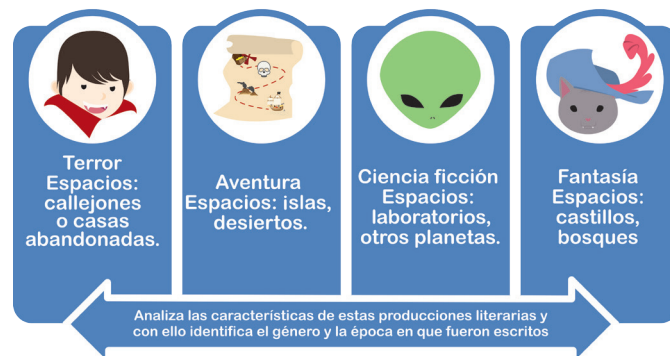 Terror
Espacios:
callejones
o casas
abandonadas.
Aventura
Espacios: islas,
desiertos.
Ciencia ficción
Espacios:
laboratorios,
otros planetas.
Fantasía
Espacios:
castillos,
bosques
Analiza las características de estas producciones literarias y
con ello identifica el género y la época en que fueron escritos